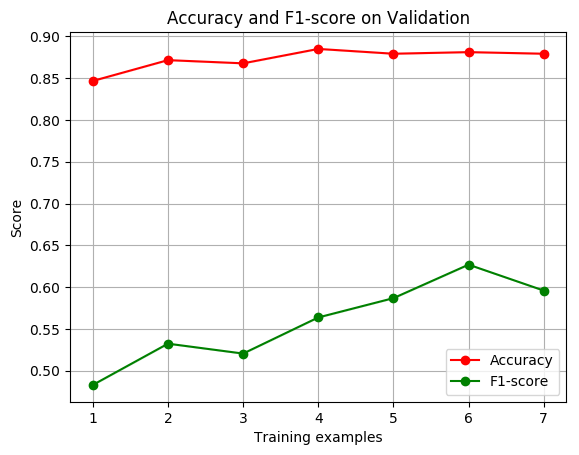 Accuracy and F1-score on Validation
0.90
0.85
0.80
0.75
0.70
0.65
0.60
0.55
0.50
Score
1 2 3 4 5 6 7
Training examples
Accuracy
F1-score